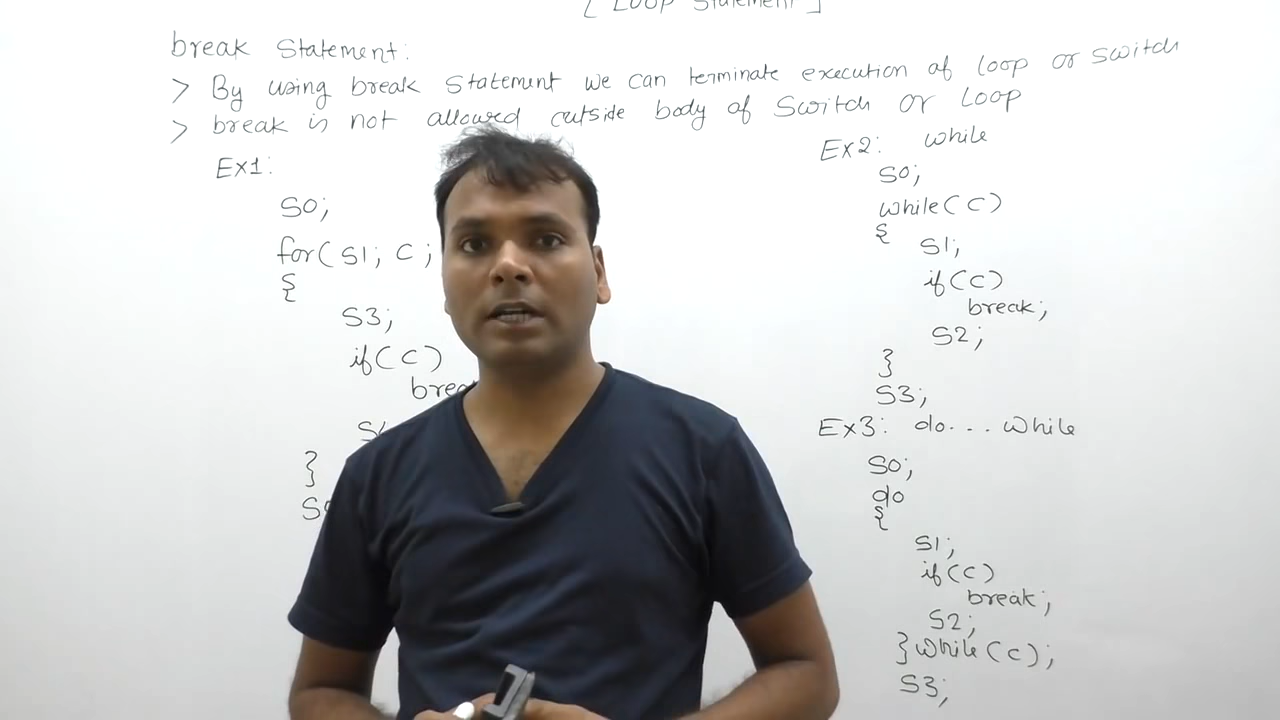 [ Loop Statement ]
break Statement:
> By using break Statement we can terminate execution of loop or switch
> break is not allowed outside body of Switch or Loop
Ex1:
S0;
for( S1; C ;
{
S3;
if( C )
}
Ex2: while
S0;
while( C )
{
S1;
if( C )
break;
S2;
}
S3;
Ex3: do... while
S0;
do
{
S1;
if( C )
break;
S2;
} while ( C );
S3;